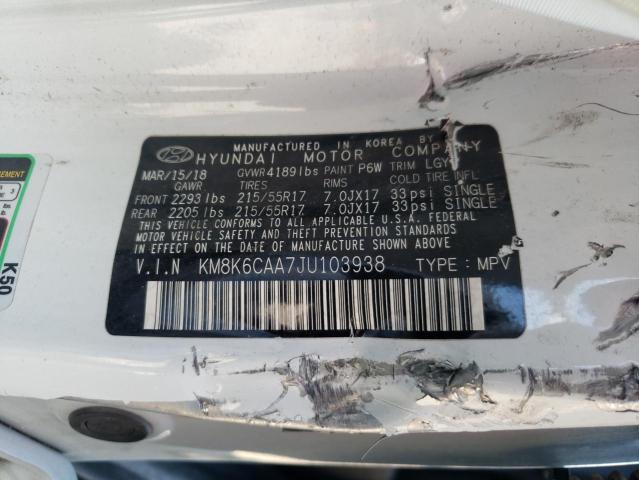 MANUFACTURED IN KOREA BY
HYUNDAI MOTOR COMPANY
MAR/15/18 GVWR4189lbs PAINT P6W TRIM LGY
GAWR TIRES RIMS COLD TIRE INFL
FRONT 2293 lbs 215/55R17 7.0JX17 33psi SINGLE
REAR 2205 lbs 215/55R17 7.0JX17 33psi SINGLE
THIS VEHICLE CONFORMS TO ALL APPLICABLE U.S.A. FEDERAL
MOTOR VEHICLE SAFETY AND THEFT PREVENTION STANDARDS
IN EFFECT ON THE DATE OF MANUFACTURE SHOWN ABOVE
V.I.N KM8K6CAA7JU103938 TYPE: MPV
K50